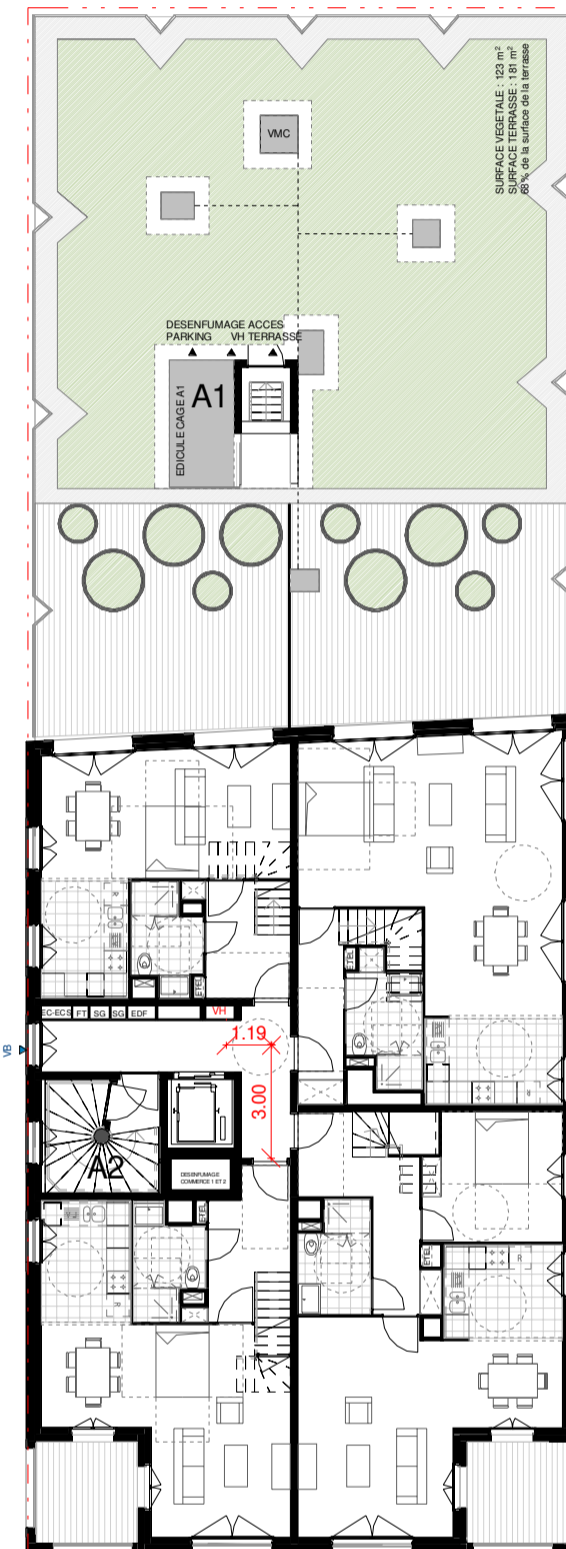 SURFACE VEGETALE : 123 m²
SURFACE TERRASSE : 181 m²
68% de la surface de la terrasse
VMC
DESENFUMAGE ACCES
PARKING VH TERRASSE
EDICULE CAGE A1
A1
R
ETEL
ETEL
EC-ECS FT SG SG EDF VH
VB
1.19
3.00
A2
DESENFUMAGE
COMMERCE 1 ET 2
R
ETEL
ETEL
R
ETEL
R